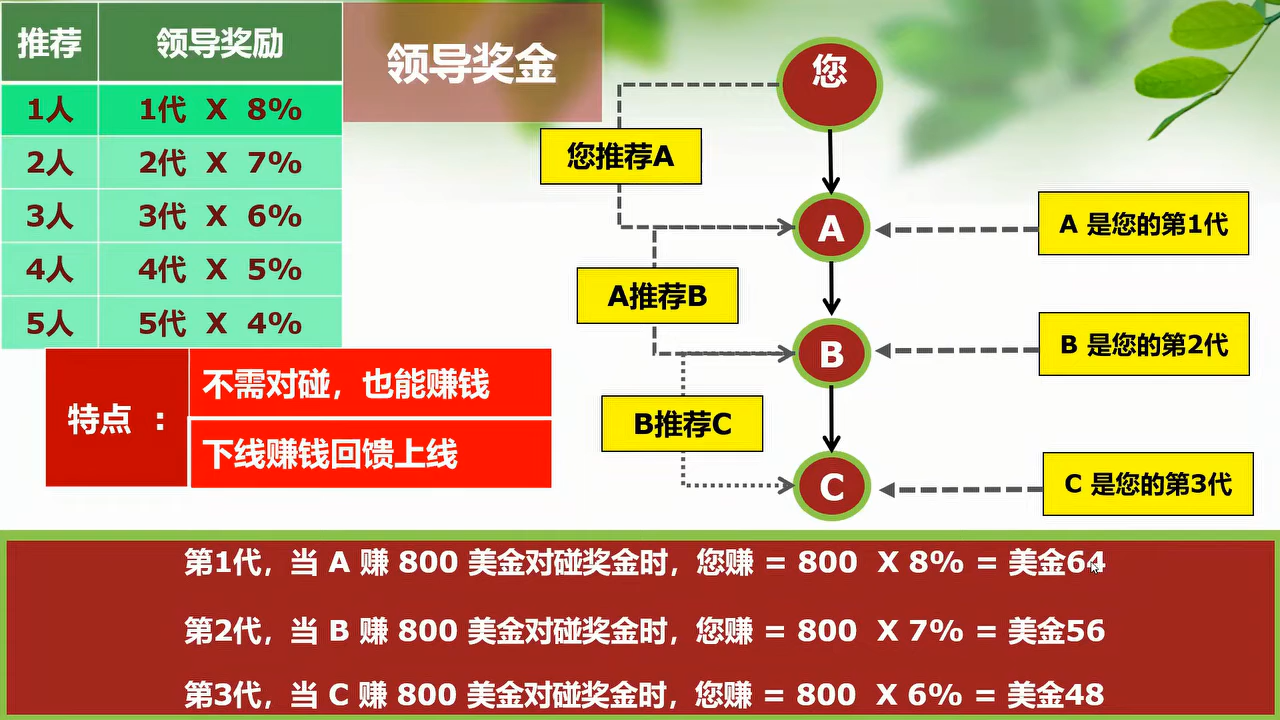 推荐 领导奖励
1人 1代 X 8%
2人 2代 X 7%
3人 3代 X 6%
4人 4代 X 5%
5人 5代 X 4%
领导奖金
特点 ：
不需对碰，也能赚钱
下线赚钱回馈上线
您
您推荐A
A
A 是您的第1代
A推荐B
B
B 是您的第2代
B推荐C
C
C 是您的第3代
第1代，当 A 赚 800 美金对碰奖金时，您赚 = 800 X 8% = 美金64
第2代，当 B 赚 800 美金对碰奖金时，您赚 = 800 X 7% = 美金56
第3代，当 C 赚 800 美金对碰奖金时，您赚 = 800 X 6% = 美金48